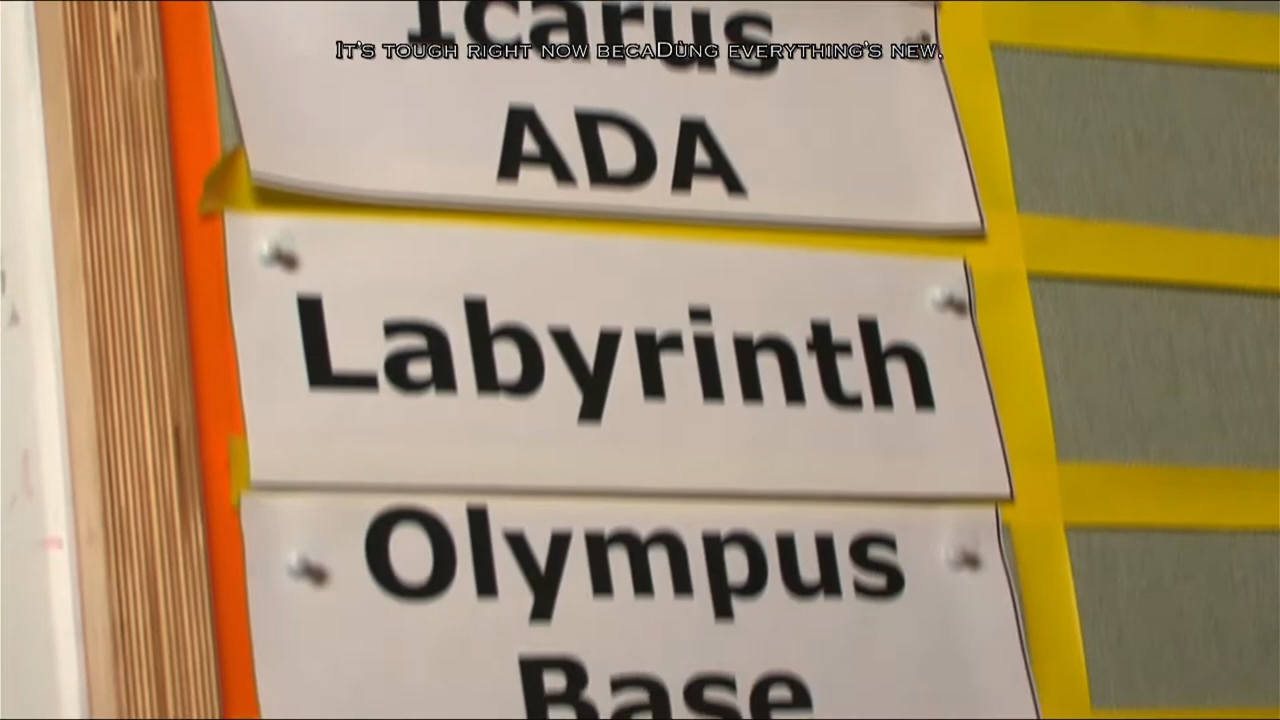 Icarus
It's tough right now becaDùng everything's new.
ADA
Labyrinth
Olympus
Base